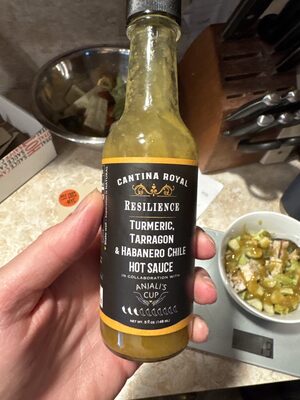 CANTINA ROYAL
RESILIENCE
TURMERIC,
TARRAGON
& HABANERO CHILE
HOT SAUCE
IN COLLABORATION WITH
ANJALI'S
CUP
NET WT. 5 fl oz (148 mL)